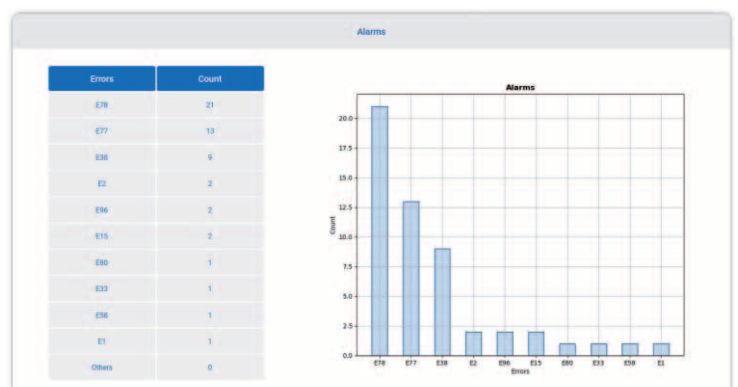 Alarms
Errors Count
E78 21
E77 13
E38 9
E2 2
E96 2
E15 2
E80 1
E33 1
E58 1
E1 1
Others 0
Alarms
Count
20.0
17.5
15.0
12.5
10.0
7.5
5.0
2.5
0.0
E78 E77 E38 E2 E96 E15 E80 E33 E58 E1
Errors